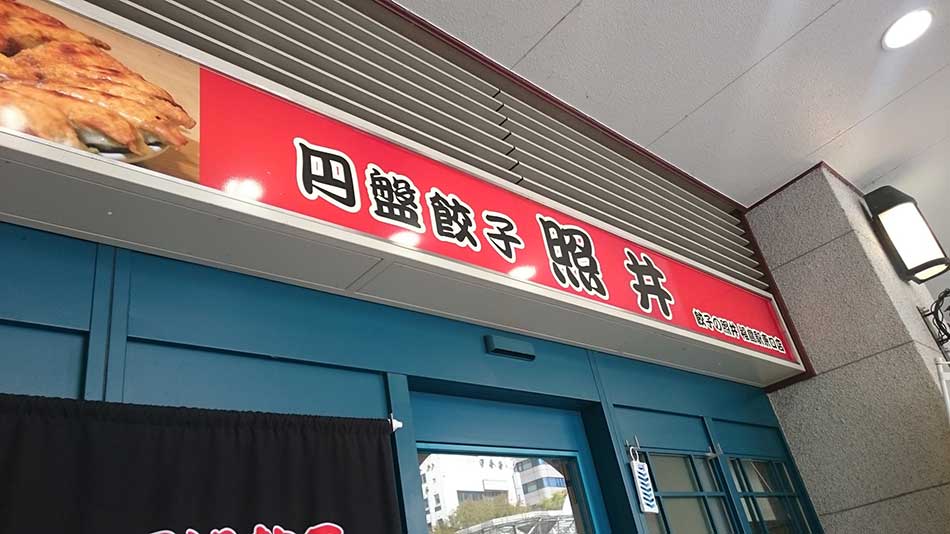 円盤餃子 照井
餃子の照井 福島駅東口店